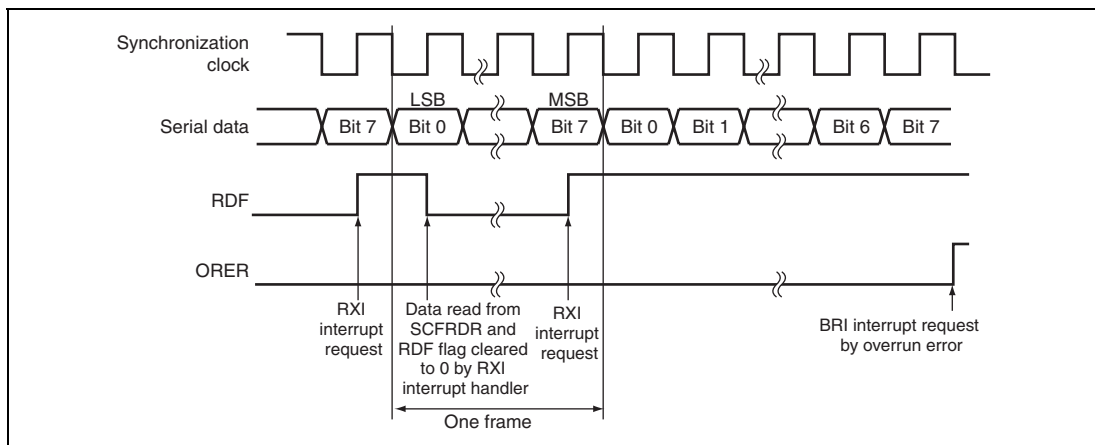 Synchronization
clock
LSB
MSB
Serial data
Bit 7
Bit 0
Bit 7
Bit 0
Bit 1
Bit 6
Bit 7
RDF
ORER
RXI
interrupt
request
Data read from
SCFRDR and
RDF flag cleared
to 0 by RXI
interrupt handler
RXI
interrupt
request
BRI interrupt request
by overrun error
One frame